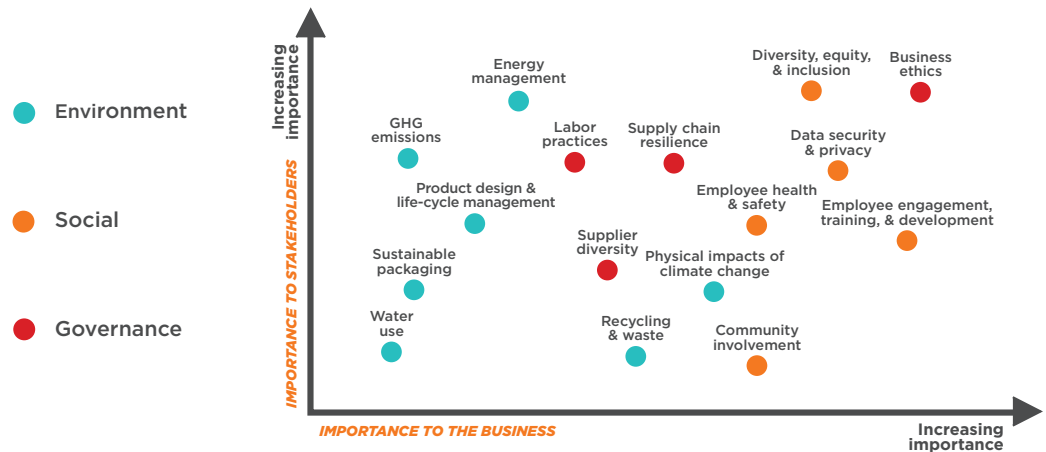 Environment
Social
Governance
Increasing
importance
IMPORTANCE TO STAKEHOLDERS
Energy
management
Diversity, equity,
& inclusion
Business
ethics
GHG
emissions
Labor
practices
Supply chain
resilience
Data security
& privacy
Product design &
life-cycle management
Employee health
& safety
Employee engagement,
training, & development
Supplier
diversity
Sustainable
packaging
Physical impacts of
climate change
Water
use
Recycling
& waste
Community
involvement
IMPORTANCE TO THE BUSINESS
Increasing
importance